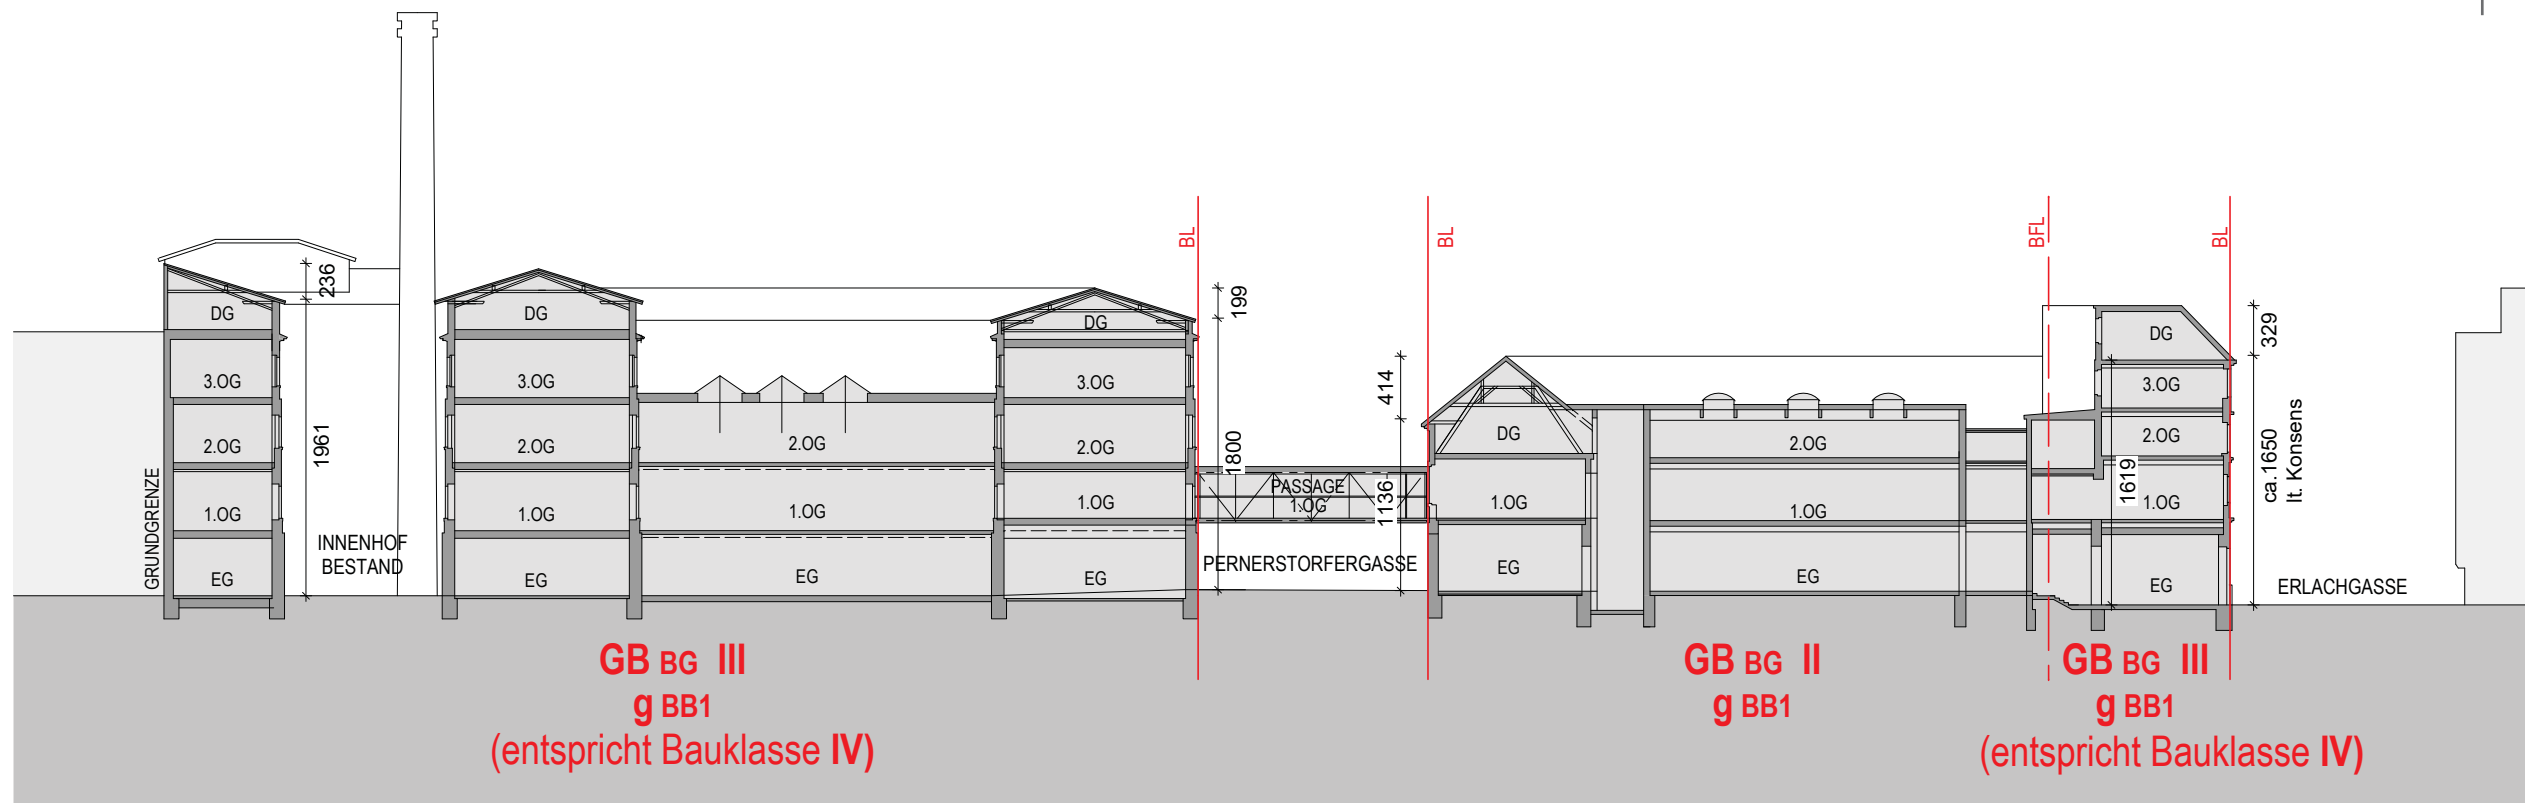 BL
BL
BFL
BL
236
199
329
414
DG
DG
DG
DG
3.OG
3.OG
3.OG
3.OG
1961
1800
1136
ca.1650
lt. Konsens
1619
2.OG
2.OG
2.OG
2.OG
DG
2.OG
2.OG
1.OG
1.OG
1.OG
1.OG
PASSAGE
1.OG
1.OG
1.OG
1.OG
GRUNDGRENZE
INNENHOF
BESTAND
PERNERSTORFERGASSE
ERLACHGASSE
EG
EG
EG
EG
EG
EG
EG
GB BG III
g BB1
(entspricht Bauklasse IV)
GB BG II
g BB1
GB BG III
g BB1
(entspricht Bauklasse IV)